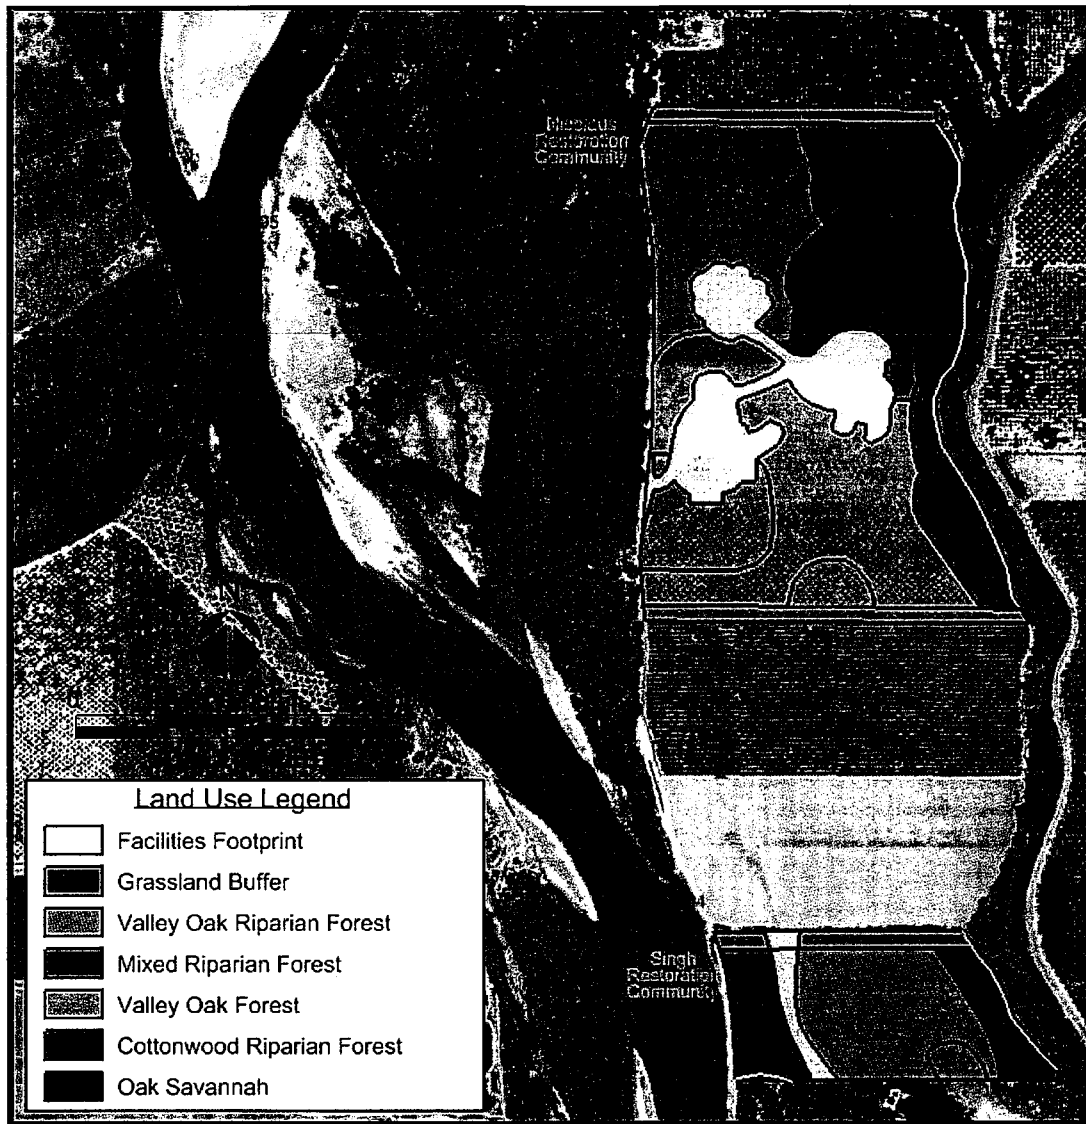 Restoration
Community
Singh
Restoration
Community
Land Use Legend
Facilities Footprint
Grassland Buffer
Valley Oak Riparian Forest
Mixed Riparian Forest
Valley Oak Forest
Cottonwood Riparian Forest
Oak Savannah